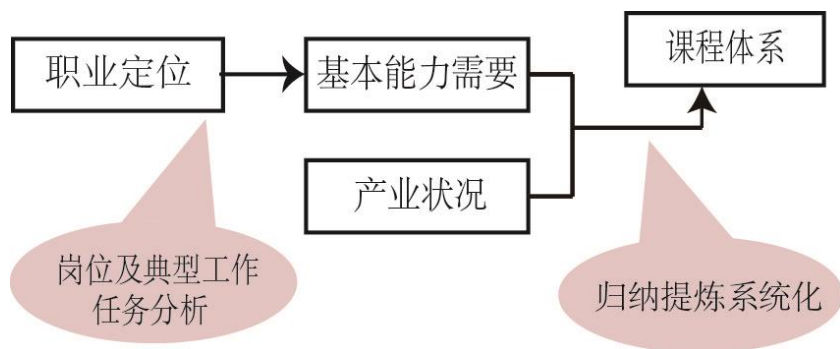 职业定位
基本能力需要
课程体系
产业状况
岗位及典型工作
任务分析
归纳提炼系统化